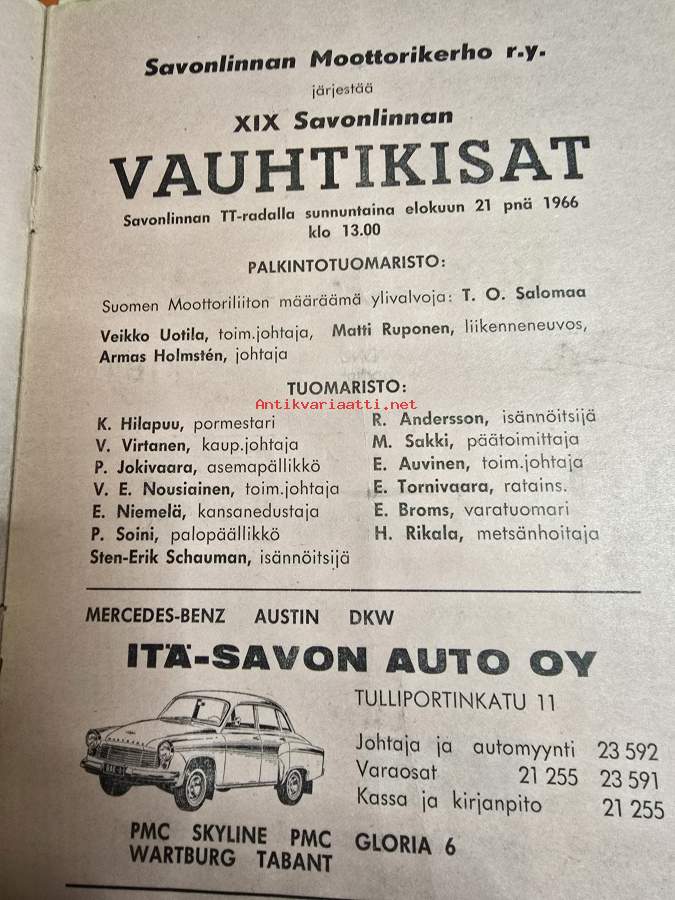 Savonlinnan Moottorikerho r.y.
järjestää
XIX Savonlinnan
VAUHTIKISAT
Savonlinnan TT-radalla sunnuntaina elokuun 21 pnä 1966
klo 13.00
PALKINTOTUOMARISTO:
Suomen Moottoriliiton määräämä ylivalvoja: T. O. Salomaa
Veikko Uotila, toim.johtaja, Matti Ruponen, liikenneneuvos,
Armas Holmstén, johtaja
TUOMARISTO:
Antikvariaatti.net
K. Hilapuu, pormestari
V. Virtanen, kaup.johtaja
P. Jokivaara, asemapällikkö
V. E. Nousiainen, toim.johtaja
E. Niemelä, kansanedustaja
P. Soini, palopäällikkö
Sten-Erik Schauman, isännöitsijä
R. Andersson, isännöitsijä
M. Sakki, päätoimittaja
E. Auvinen, toim.johtaja
E. Tornivaara, ratains.
E. Broms, varatuomari
H. Rikala, metsänhoitaja
MERCEDES-BENZ AUSTIN DKW
ITÄ-SAVON AUTO OY
TULLIPORTINKATU 11
Johtaja ja automyynti 23 592
Varaosat 21 255 23 591
Kassa ja kirjanpito 21 255
PMC SKYLINE PMC GLORIA 6
WARTBURG TABANT